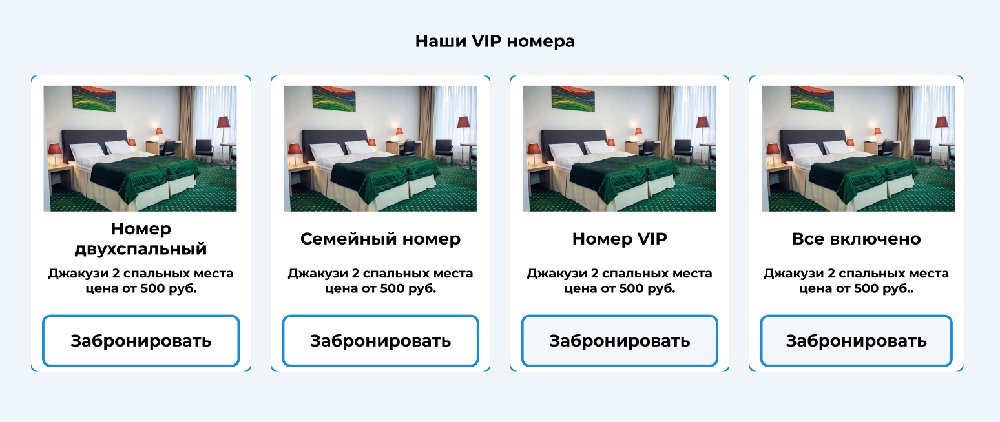 Наши VIP номера
Номер
двухспальный
Джакузи 2 спальных места
цена от 500 руб.
Забронировать
Семейный номер
Джакузи 2 спальных места
цена от 500 руб.
Забронировать
Номер VIP
Джакузи 2 спальных места
цена от 500 руб.
Забронировать
Все включено
Джакузи 2 спальных места
цена от 500 руб..
Забронировать